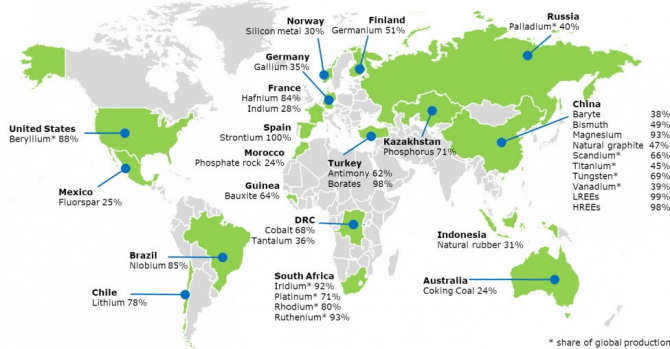 Norway
Silicon metal 30%
Finland
Germanium 51%
Russia
Palladium* 40%
Germany
Gallium 35%
France
Hafnium 84%
Indium 28%
Spain
Strontium 100%
Morocco
Phosphate rock 24%
Guinea
Bauxite 64%
United States
Beryllium* 88%
Mexico
Fluorspar 25%
Brazil
Niobium 85%
Chile
Lithium 78%
Turkey
Antimony 62%
Borates 98%
Kazakhstan
Phosphorus 71%
DRC
Cobalt 68%
Tantalum 36%
South Africa
Iridium* 92%
Platinum* 71%
Rhodium* 80%
Ruthenium* 93%
China
Baryte 38%
Bismuth 49%
Magnesium 93%
Natural graphite 47%
Scandium* 66%
Titanium* 45%
Tungsten* 69%
Vanadium* 39%
LREEs 99%
HREEs 98%
Indonesia
Natural rubber 31%
Australia
Coking Coal 24%
* share of global production